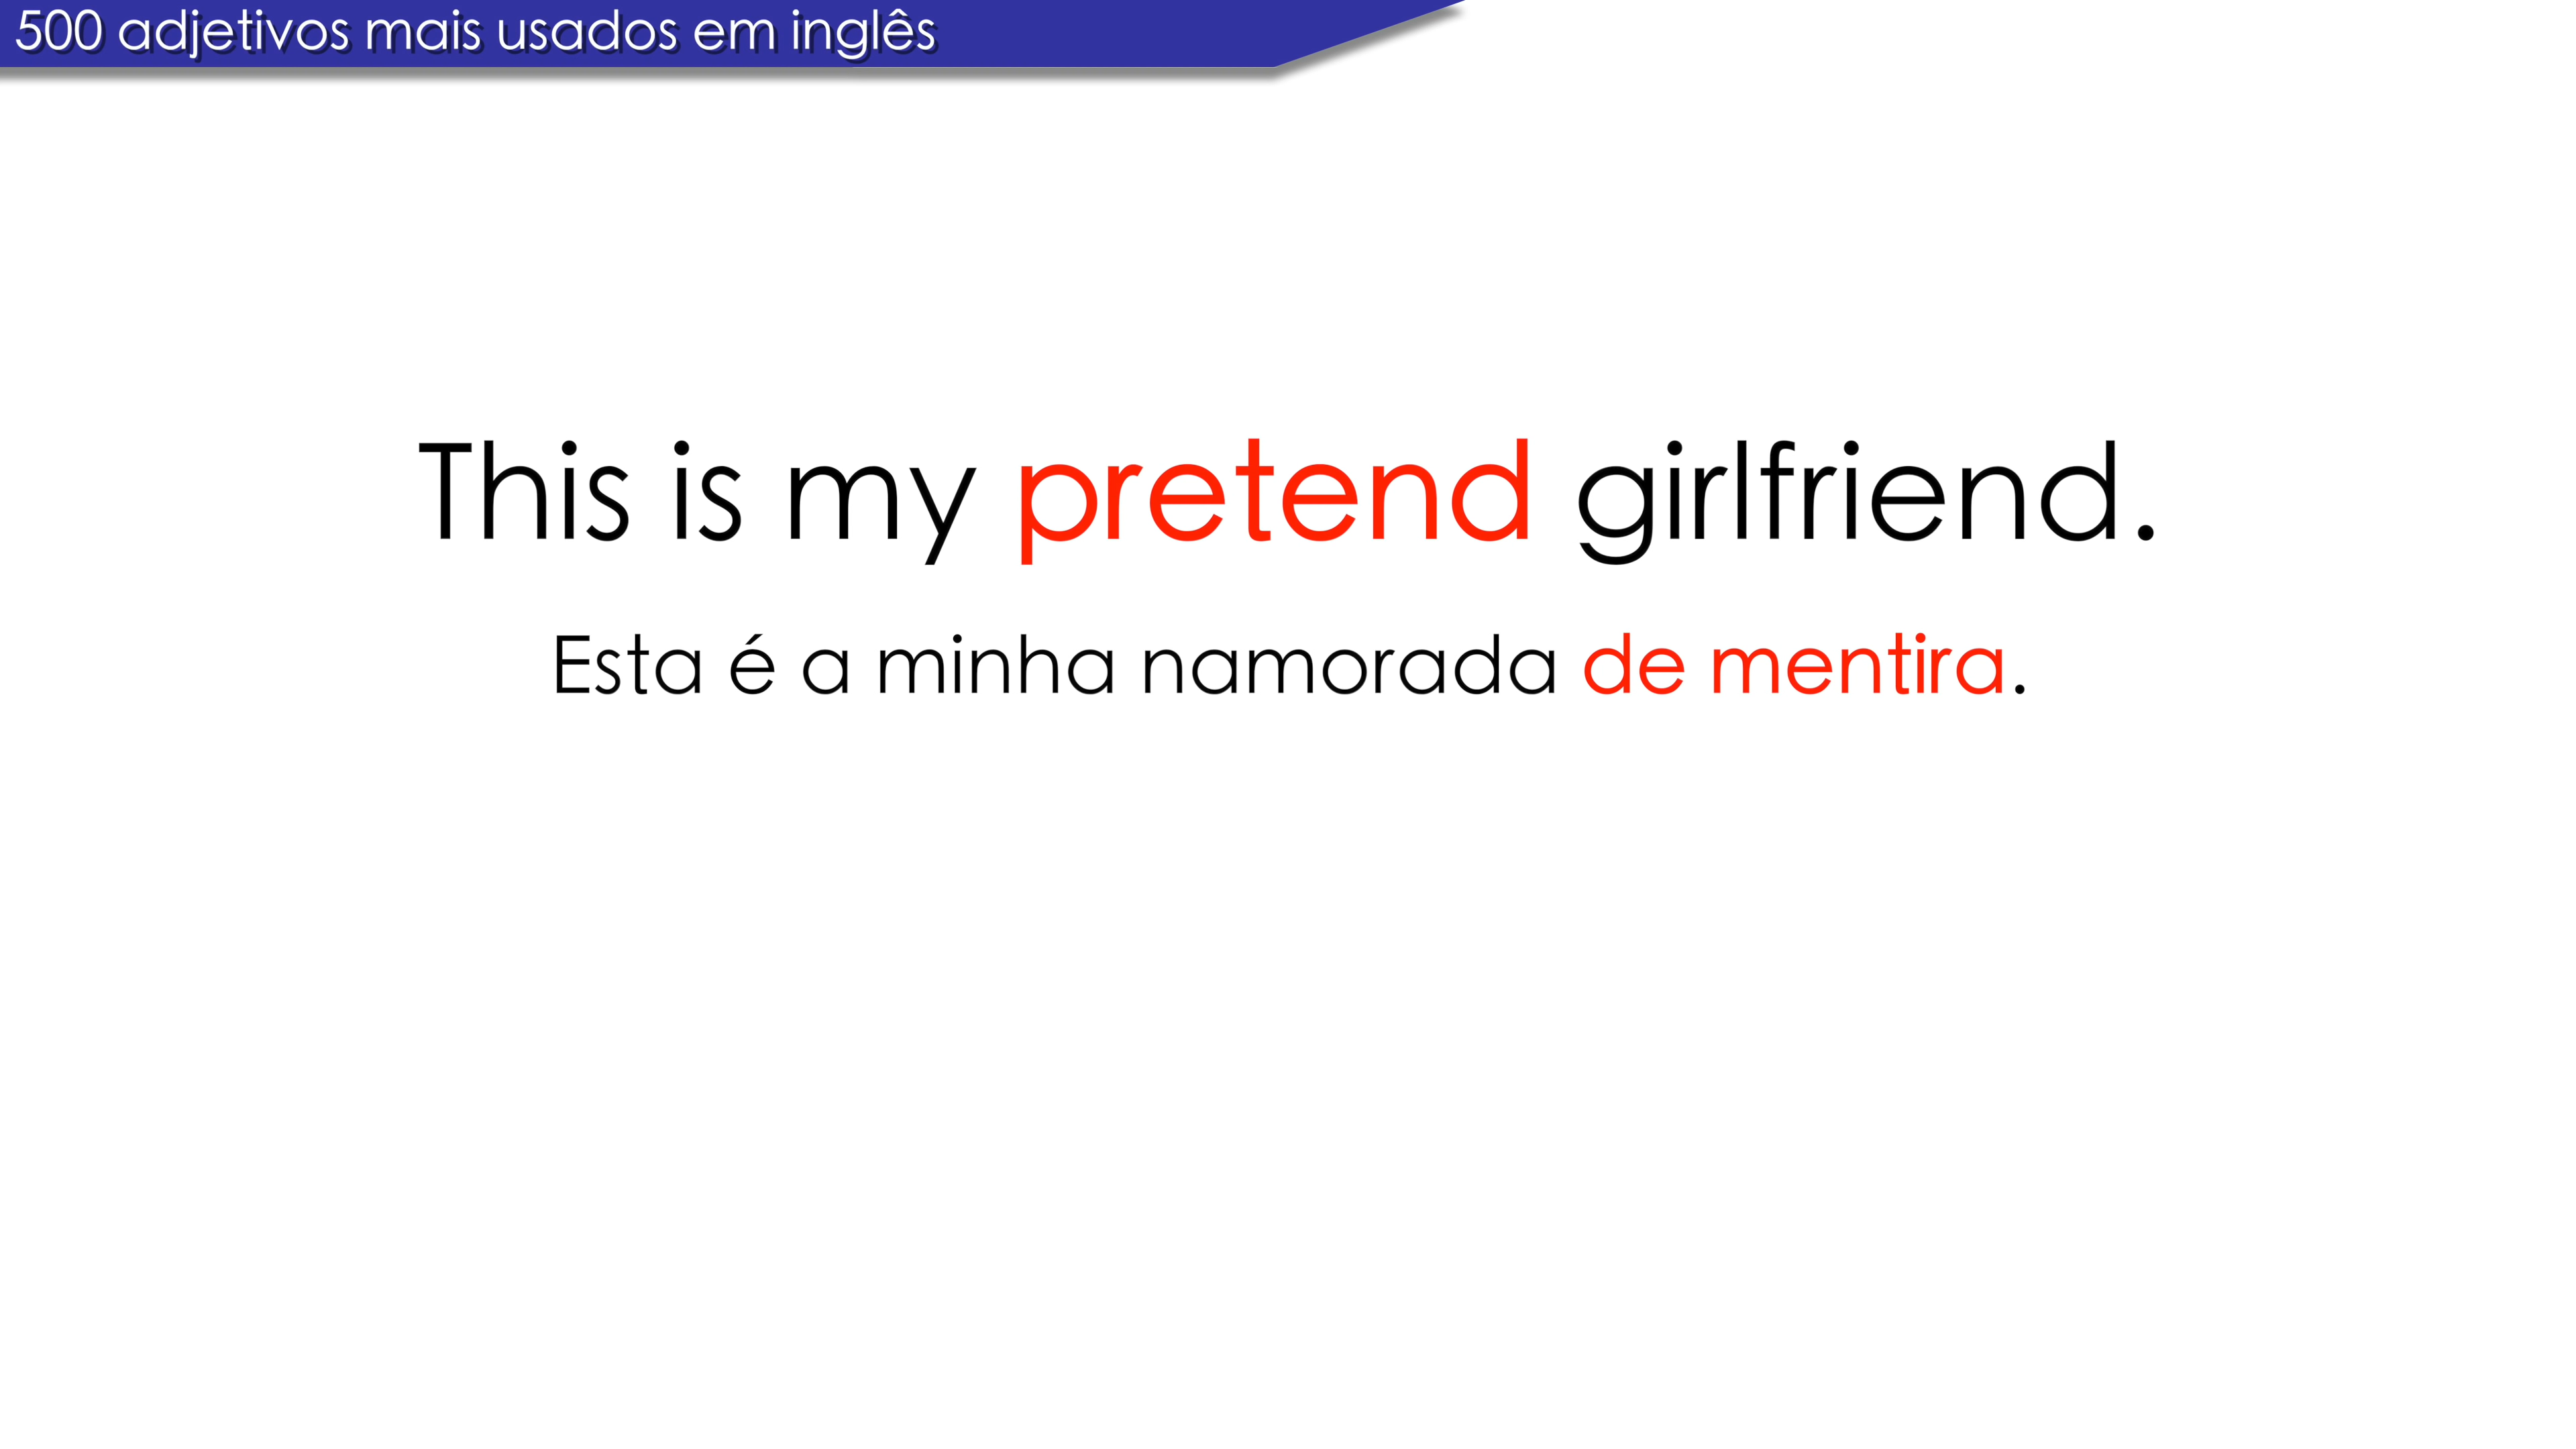 500 adjetivos mais usados em inglês
This is my pretend girlfriend.
Esta é a minha namorada de mentira.